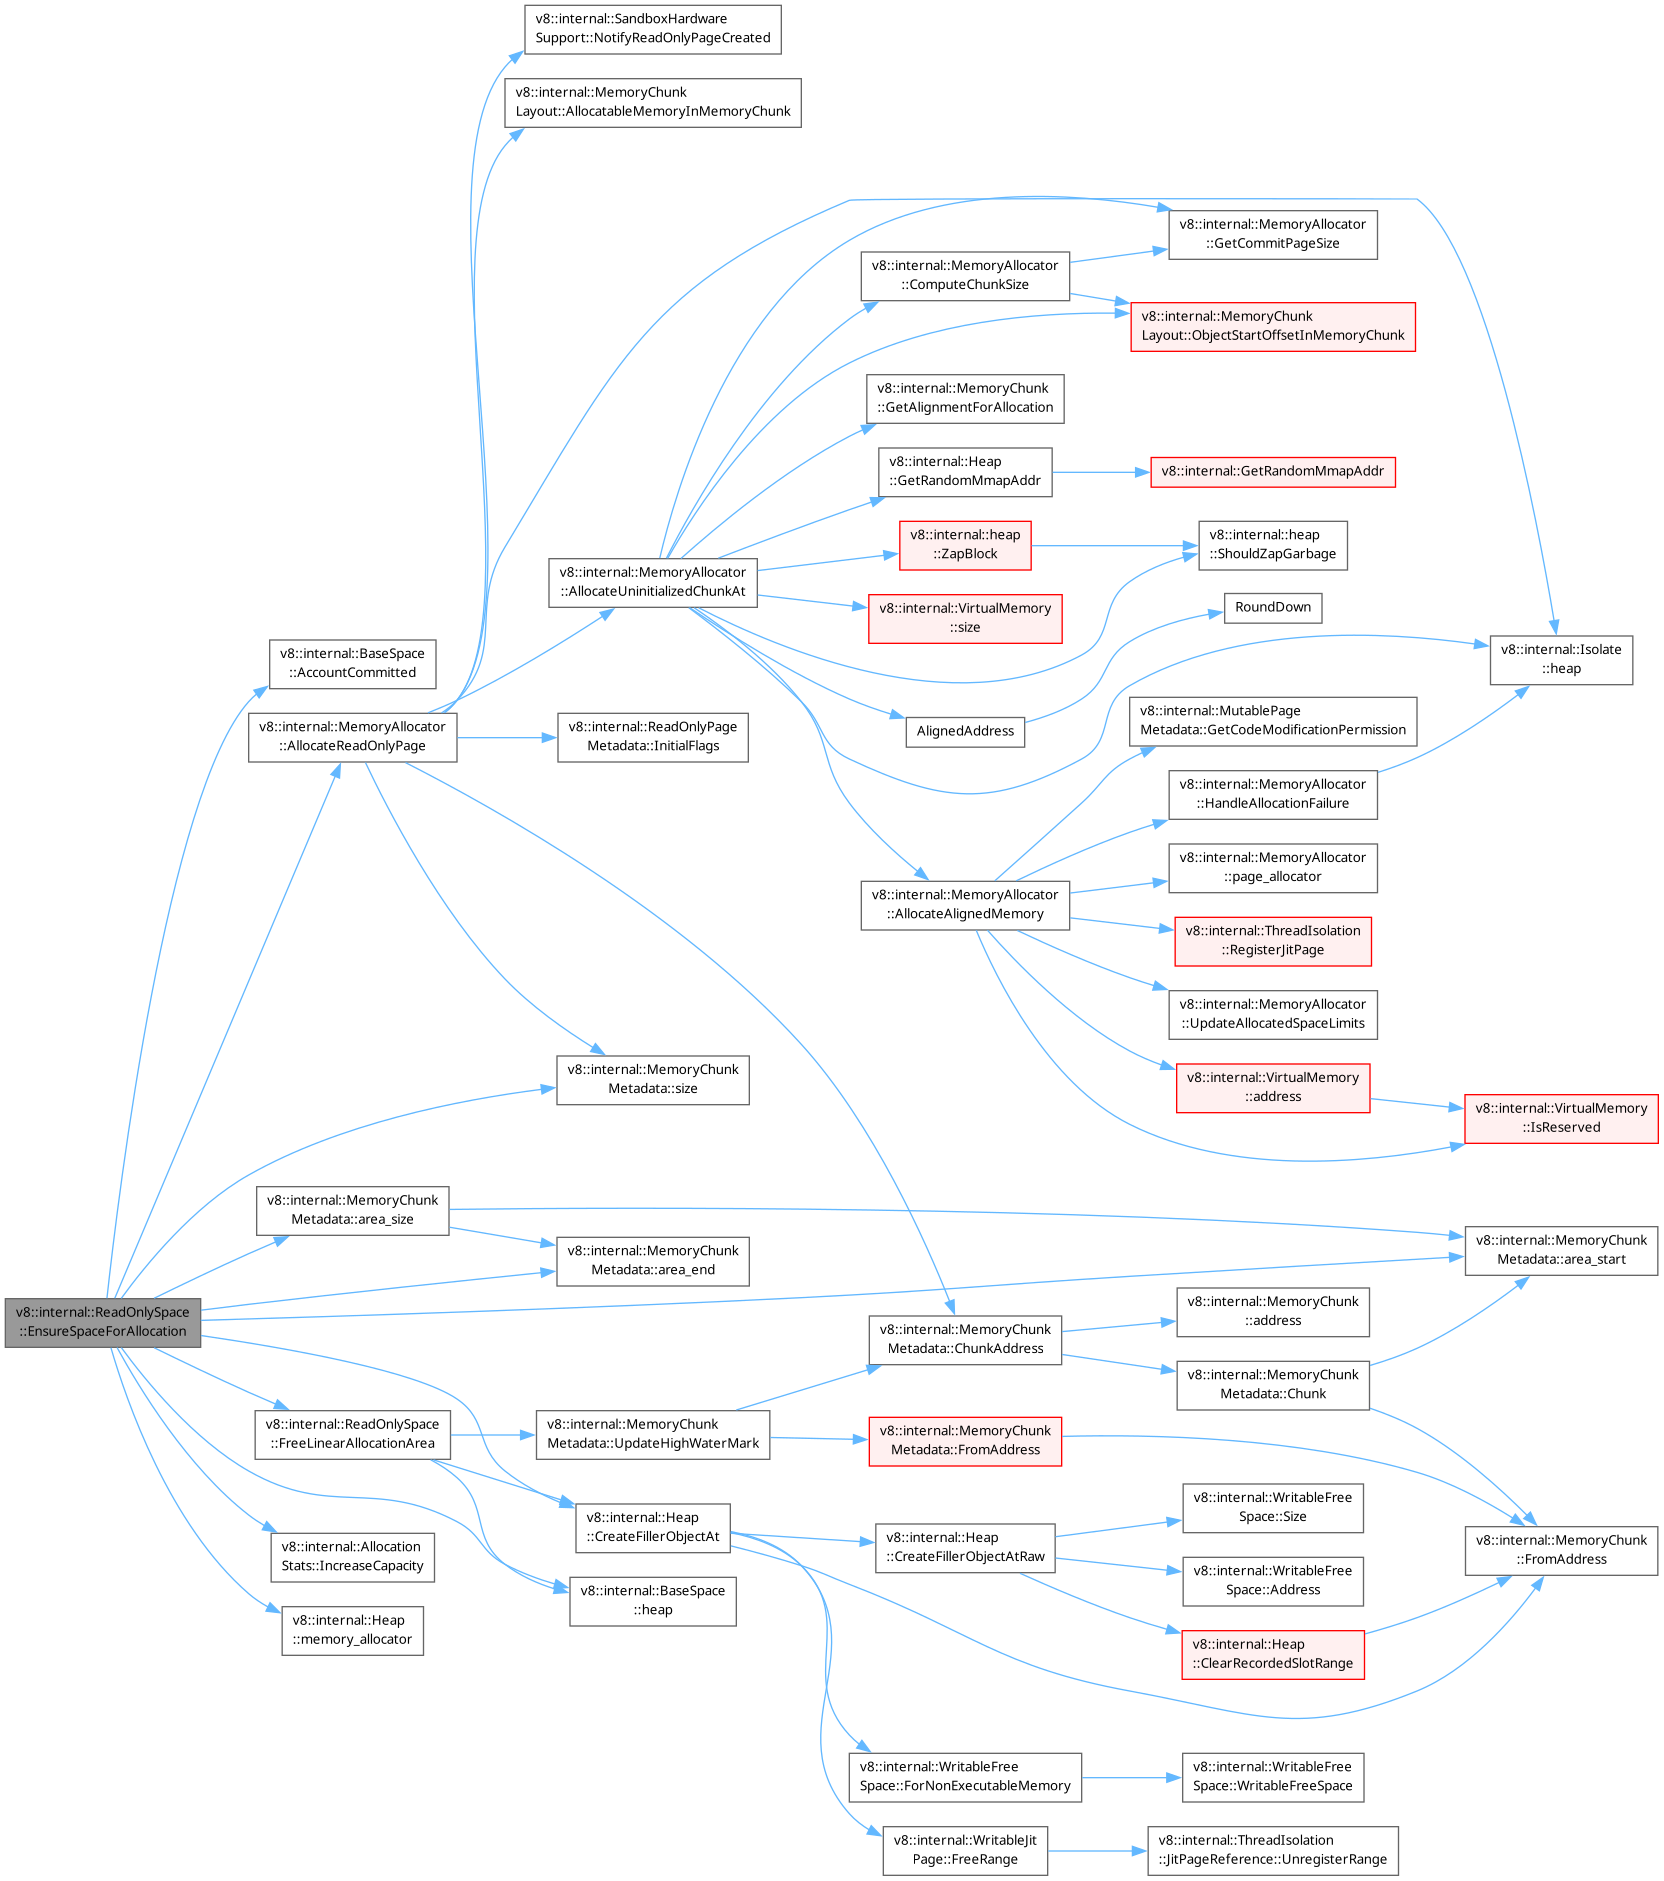 v8::internal::SandboxHardware
Support::NotifyReadOnlyPageCreated
v8::internal::MemoryChunk
Layout::AllocatableMemoryInMemoryChunk
v8::internal::MemoryAllocator
::GetCommitPageSize
v8::internal::MemoryAllocator
::ComputeChunkSize
v8::internal::MemoryChunk
Layout::ObjectStartOffsetInMemoryChunk
v8::internal::MemoryChunk
::GetAlignmentForAllocation
v8::internal::Heap
::GetRandomMmapAddr
v8::internal::GetRandomMmapAddr
v8::internal::heap
::ZapBlock
v8::internal::heap
::ShouldZapGarbage
v8::internal::MemoryAllocator
::AllocateUninitializedChunkAt
v8::internal::VirtualMemory
::size
RoundDown
v8::internal::Isolate
::heap
v8::internal::BaseSpace
::AccountCommitted
v8::internal::MemoryAllocator
::AllocateReadOnlyPage
v8::internal::ReadOnlyPage
Metadata::InitialFlags
AlignedAddress
v8::internal::MutablePage
Metadata::GetCodeModificationPermission
v8::internal::MemoryAllocator
::HandleAllocationFailure
v8::internal::MemoryAllocator
::page_allocator
v8::internal::MemoryAllocator
::AllocateAlignedMemory
v8::internal::ThreadIsolation
::RegisterJitPage
v8::internal::MemoryAllocator
::UpdateAllocatedSpaceLimits
v8::internal::MemoryChunk
Metadata::size
v8::internal::VirtualMemory
::address
v8::internal::VirtualMemory
::IsReserved
v8::internal::MemoryChunk
Metadata::area_size
v8::internal::MemoryChunk
Metadata::area_end
v8::internal::MemoryChunk
Metadata::area_start
v8::internal::ReadOnlySpace
::EnsureSpaceForAllocation
v8::internal::MemoryChunk
Metadata::ChunkAddress
v8::internal::MemoryChunk
::address
v8::internal::MemoryChunk
Metadata::Chunk
v8::internal::ReadOnlySpace
::FreeLinearAllocationArea
v8::internal::MemoryChunk
Metadata::UpdateHighWaterMark
v8::internal::MemoryChunk
Metadata::FromAddress
v8::internal::Heap
::CreateFillerObjectAt
v8::internal::Heap
::CreateFillerObjectAtRaw
v8::internal::WritableFree
Space::Size
v8::internal::MemoryChunk
::FromAddress
v8::internal::Allocation
Stats::IncreaseCapacity
v8::internal::BaseSpace
::heap
v8::internal::WritableFree
Space::Address
v8::internal::Heap
::memory_allocator
v8::internal::Heap
::ClearRecordedSlotRange
v8::internal::WritableFree
Space::ForNonExecutableMemory
v8::internal::WritableFree
Space::WritableFreeSpace
v8::internal::WritableJit
Page::FreeRange
v8::internal::ThreadIsolation
::JitPageReference::UnregisterRange